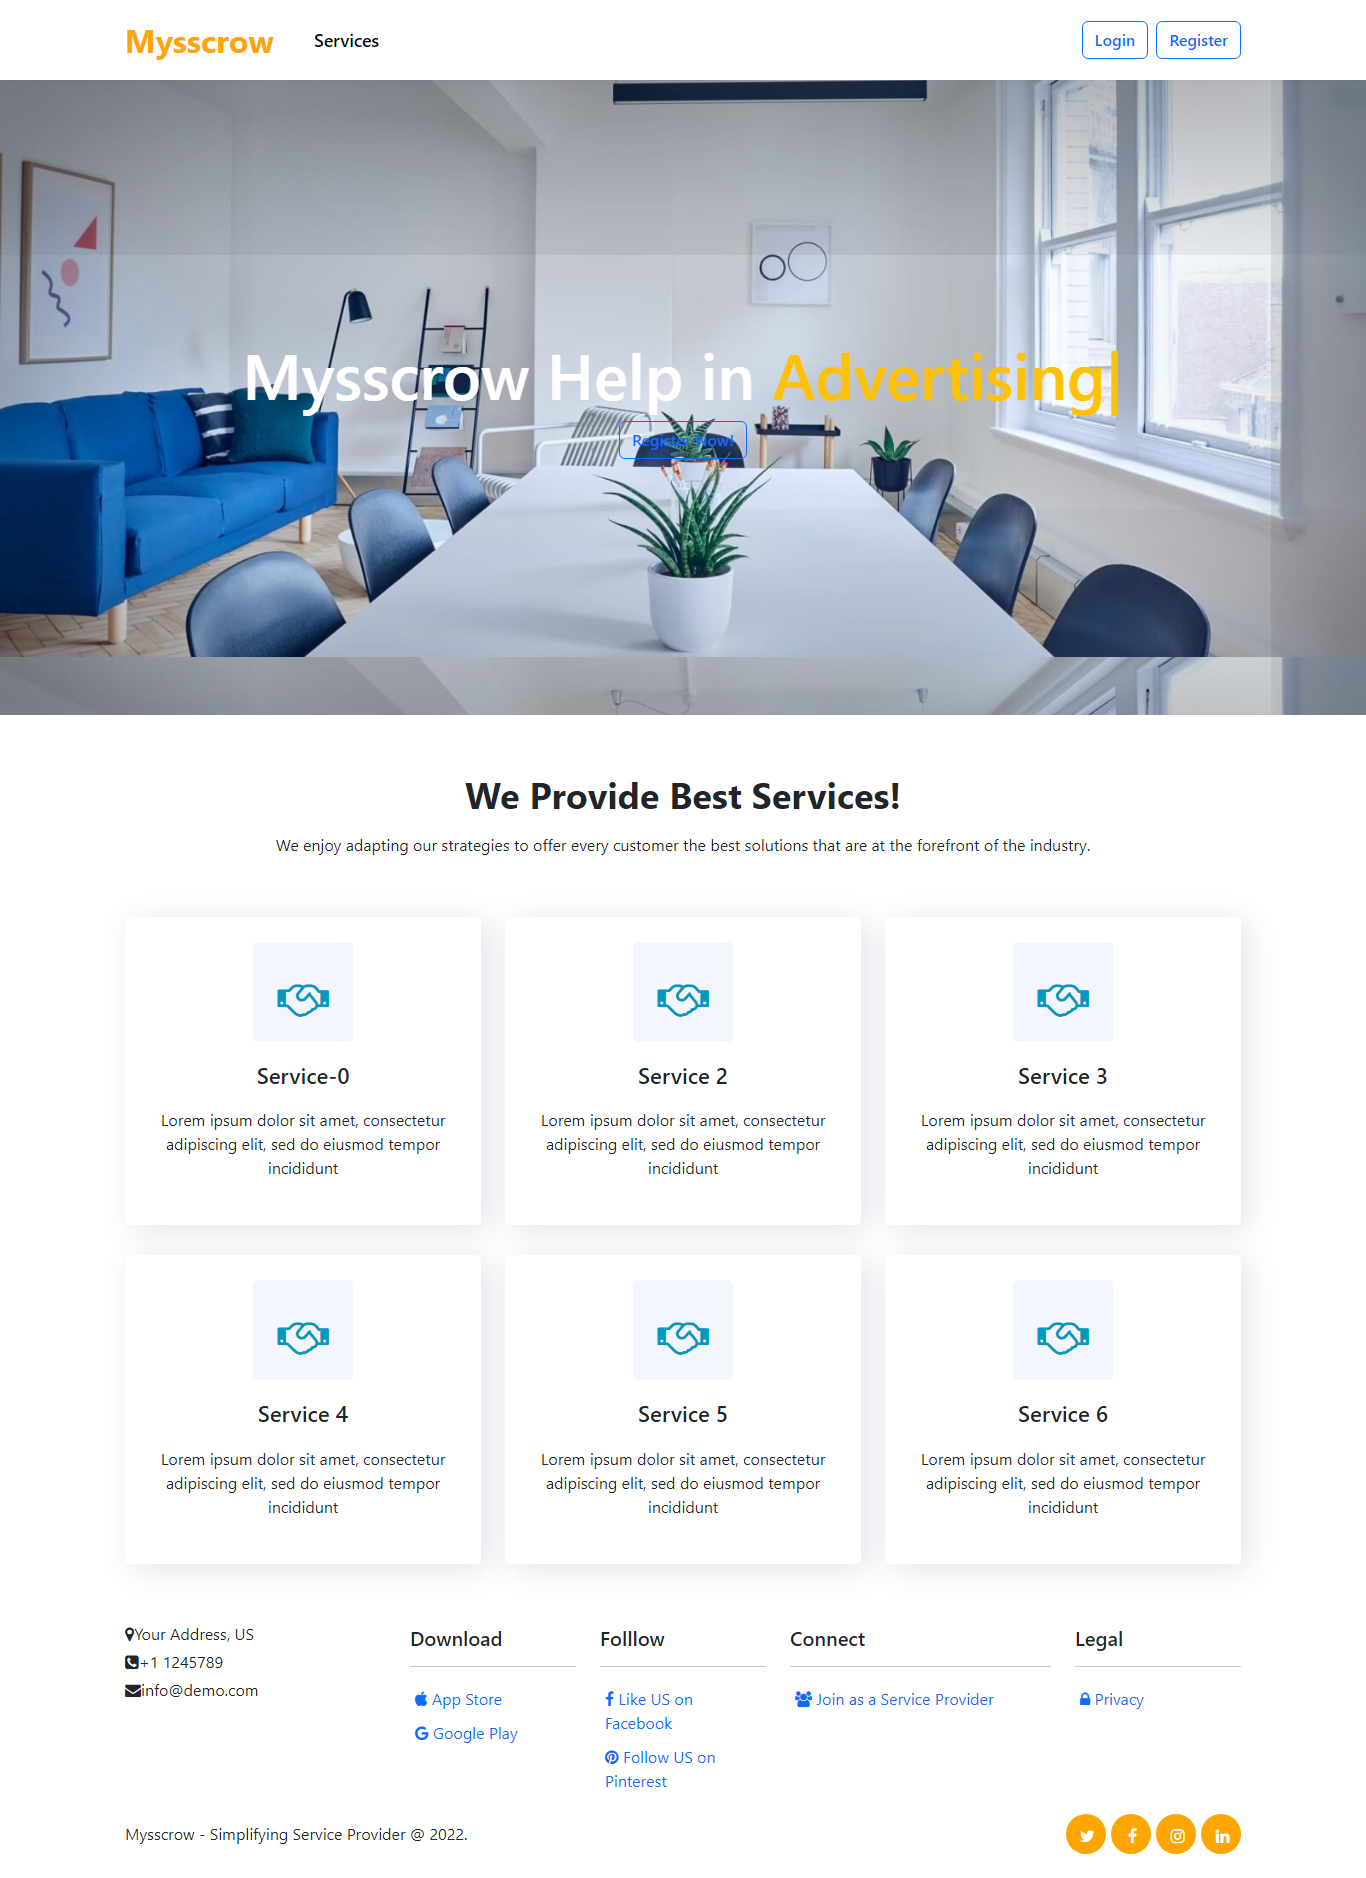 Mysscrow Services Login Register
Mysscrow Help in Advertising|
Register Now!
We Provide Best Services!
We enjoy adapting our strategies to offer every customer the best solutions that are at the forefront of the industry.
Service-0
Lorem ipsum dolor sit amet, consectetur
adipiscing elit, sed do eiusmod tempor
incididunt
Service 2
Lorem ipsum dolor sit amet, consectetur
adipiscing elit, sed do eiusmod tempor
incididunt
Service 3
Lorem ipsum dolor sit amet, consectetur
adipiscing elit, sed do eiusmod tempor
incididunt
Service 4
Lorem ipsum dolor sit amet, consectetur
adipiscing elit, sed do eiusmod tempor
incididunt
Service 5
Lorem ipsum dolor sit amet, consectetur
adipiscing elit, sed do eiusmod tempor
incididunt
Service 6
Lorem ipsum dolor sit amet, consectetur
adipiscing elit, sed do eiusmod tempor
incididunt
Your Address, US
+1 1245789
info@demo.com
Download
App Store
Google Play
Folllow
Like US on
Facebook
Follow US on
Pinterest
Connect
Join as a Service Provider
Legal
Privacy
Mysscrow - Simplifying Service Provider @ 2022.